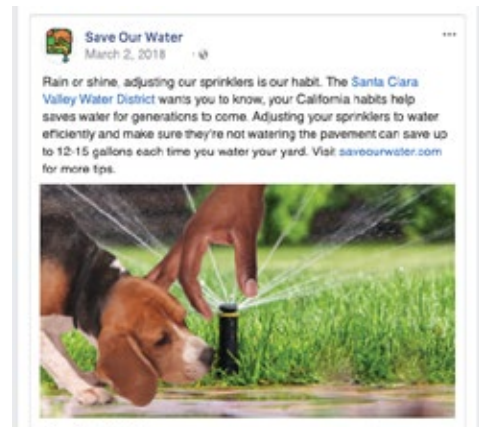 Save Our Water
March 2, 2018
Rain or shine, adjusting our sprinklers is our habit. The Santa Clara
Valley Water District wants you to know, your California habits help
saves water for generations to come. Adjusting your sprinklers to water
efficiently and make sure they're not watering the pavement can save up
to 12-15 gallons each time you water your yard. Visit saveourwater.com
for more tips.